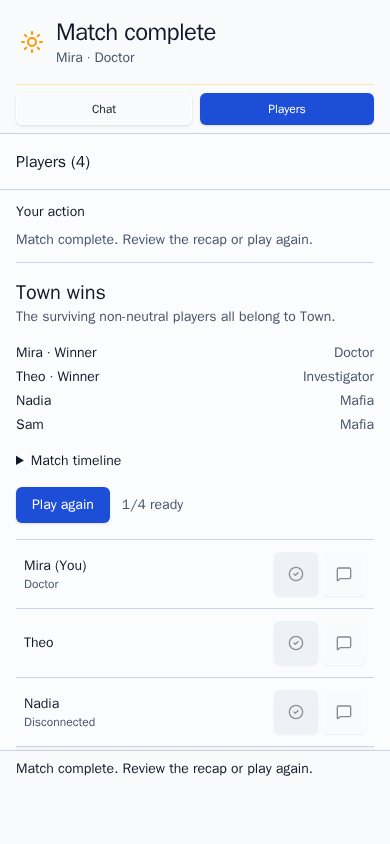 Match complete
Mira · Doctor
Chat
Players
Players (4)
Your action
Match complete. Review the recap or play again.
Town wins
The surviving non-neutral players all belong to Town.
Mira · Winner Doctor
Theo · Winner Investigator
Nadia Mafia
Sam Mafia
Match timeline
Play again 1/4 ready
Mira (You)
Doctor
Theo
Nadia
Disconnected
Match complete. Review the recap or play again.